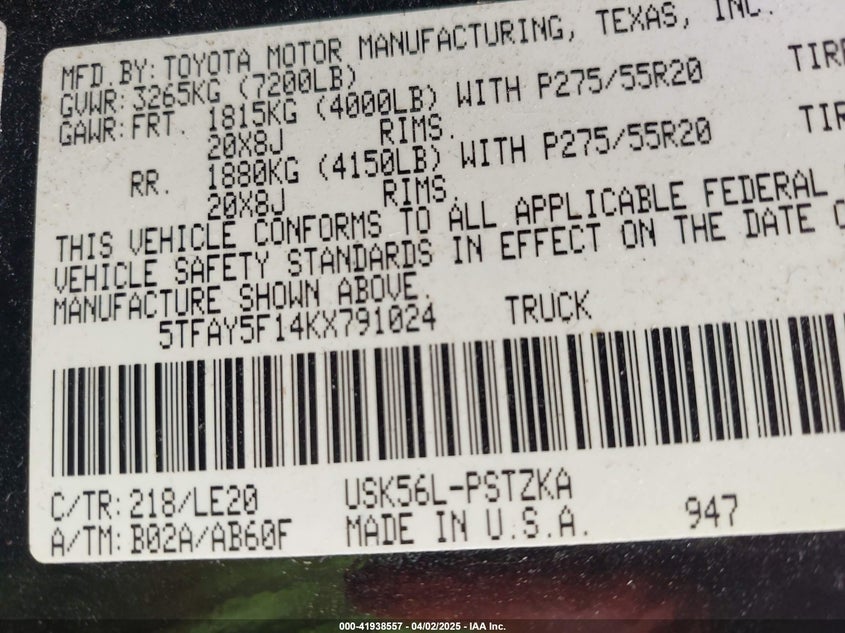 MFD. BY: TOYOTA MOTOR MANUFACTURING, TEXAS, INC.
GVWR: 3265KG (7200LB)
GAWR: FRT. 1815KG (4000LB) WITH P275/55R20 TIRE
20X8J RIMS.
RR. 1880KG (4150LB) WITH P275/55R20 TIR
20X8J RIMS.
THIS VEHICLE CONFORMS TO ALL APPLICABLE FEDERAL
VEHICLE SAFETY STANDARDS IN EFFECT ON THE DATE O
MANUFACTURE SHOWN ABOVE.
5TFAY5F14KX791024 TRUCK
C/TR: 218/LE20 USK56L-PSTZKA
A/TM: B02A/AB60F MADE IN U.S.A. 947
000-41938557 - 04/02/2025 - IAA Inc.